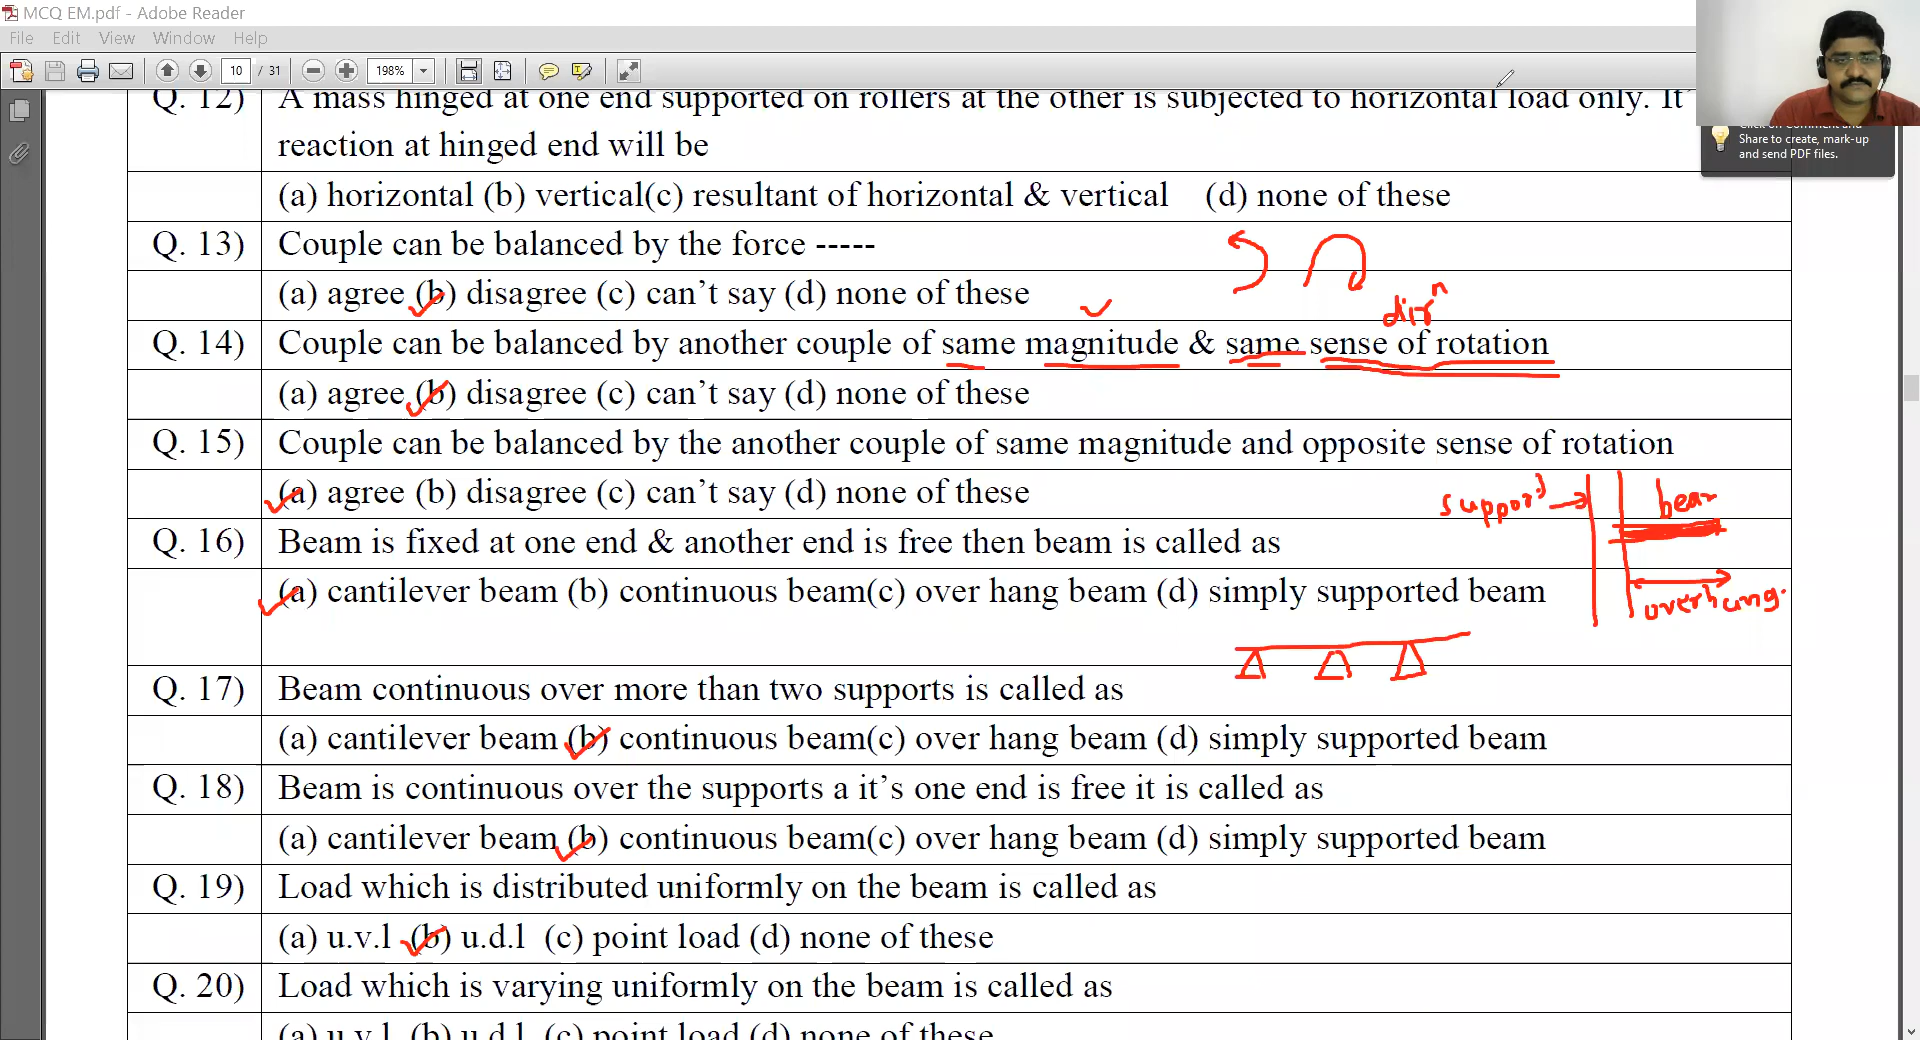 MCQ EM.pdf - Adobe Reader
File Edit View Window Help
10 / 31 198%
Share to create, mark-up
and send PDF files.
Q. 12) A mass hinged at one end supported on rollers at the other is subjected to horizontal load only. It'
reaction at hinged end will be
(a) horizontal (b) vertical(c) resultant of horizontal & vertical (d) none of these
Q. 13) Couple can be balanced by the force -----
(a) agree (b) disagree (c) can't say (d) none of these
dirⁿ
Q. 14) Couple can be balanced by another couple of same magnitude & same sense of rotation
(a) agree (b) disagree (c) can't say (d) none of these
Q. 15) Couple can be balanced by the another couple of same magnitude and opposite sense of rotation
(a) agree (b) disagree (c) can't say (d) none of these
support
Q. 16) Beam is fixed at one end & another end is free then beam is called as
(a) cantilever beam (b) continuous beam(c) over hang beam (d) simply supported beam
overhang.
Q. 17) Beam continuous over more than two supports is called as
(a) cantilever beam (b) continuous beam(c) over hang beam (d) simply supported beam
Q. 18) Beam is continuous over the supports a it's one end is free it is called as
(a) cantilever beam (b) continuous beam(c) over hang beam (d) simply supported beam
Q. 19) Load which is distributed uniformly on the beam is called as
(a) u.v.l (b) u.d.l (c) point load (d) none of these
Q. 20) Load which is varying uniformly on the beam is called as
(a) u.v.l (b) u.d.l (c) point load (d) none of these